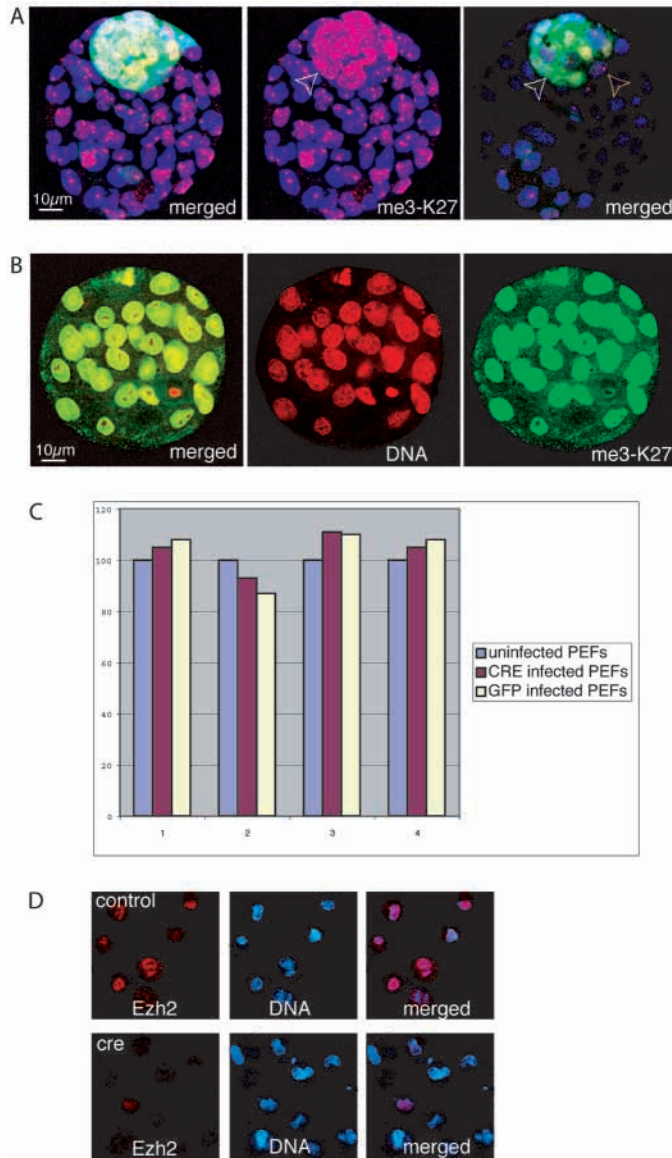 A
10µm
merged
me3-K27
merged
B
10µm
merged
DNA
me3-K27
C
120
100
80
60
40
20
0
1 2 3 4
uninfected PEFs
CRE infected PEFs
GFP infected PEFs
D
control
Ezh2
DNA
merged
cre
Ezh2
DNA
merged